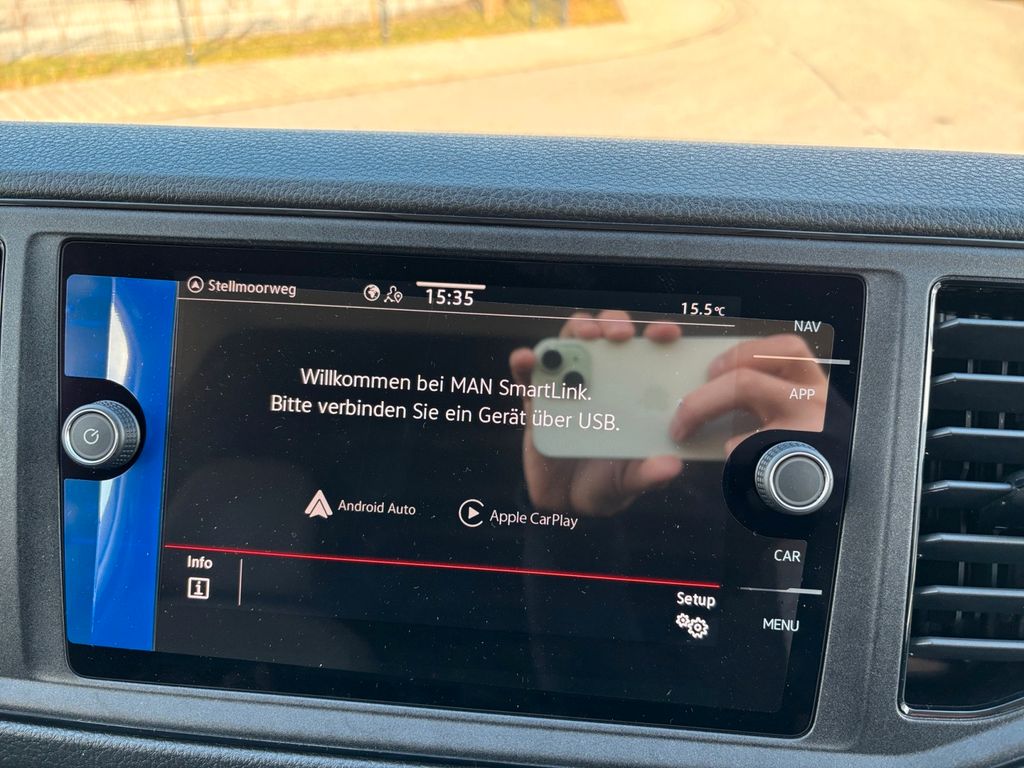 Stellmoorweg
15:35
15.5°C
NAV
Willkommen bei MAN SmartLink.
Bitte verbinden Sie ein Gerät über USB.
APP
Android Auto
Apple CarPlay
CAR
Info
Setup
MENU